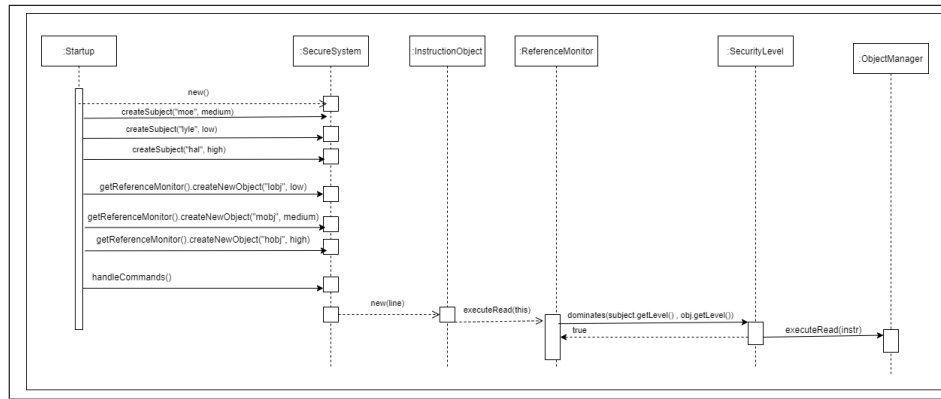 :Startup
:SecureSystem
:InstructionObject
:ReferenceMonitor
:SecurityLevel
:ObjectManager
new()
createSubject("moe", medium)
createSubject("lyle", low)
createSubject("hal", high)
getReferenceMonitor().createNewObject("lobj", low)
getReferenceMonitor().createNewObject("mobj", medium)
getReferenceMonitor().createNewObject("hobj", high)
handleCommands()
new(line)
executeRead(this)
dominates(subject.getLevel() , obj.getLevel())
true
executeRead(instr)